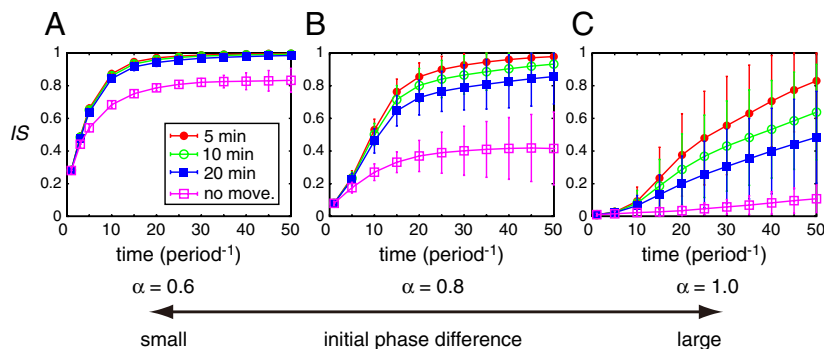 A
B
C
1
0.8
0.6
0.4
0.2
0
IS
5 min
10 min
20 min
no move.
0 10 20 30 40 50
time (period-1)
1
0.8
0.6
0.4
0.2
0
0 10 20 30 40 50
time (period-1)
1
0.8
0.6
0.4
0.2
0
0 10 20 30 40 50
time (period-1)
α = 0.6
α = 0.8
α = 1.0
small
initial phase difference
large